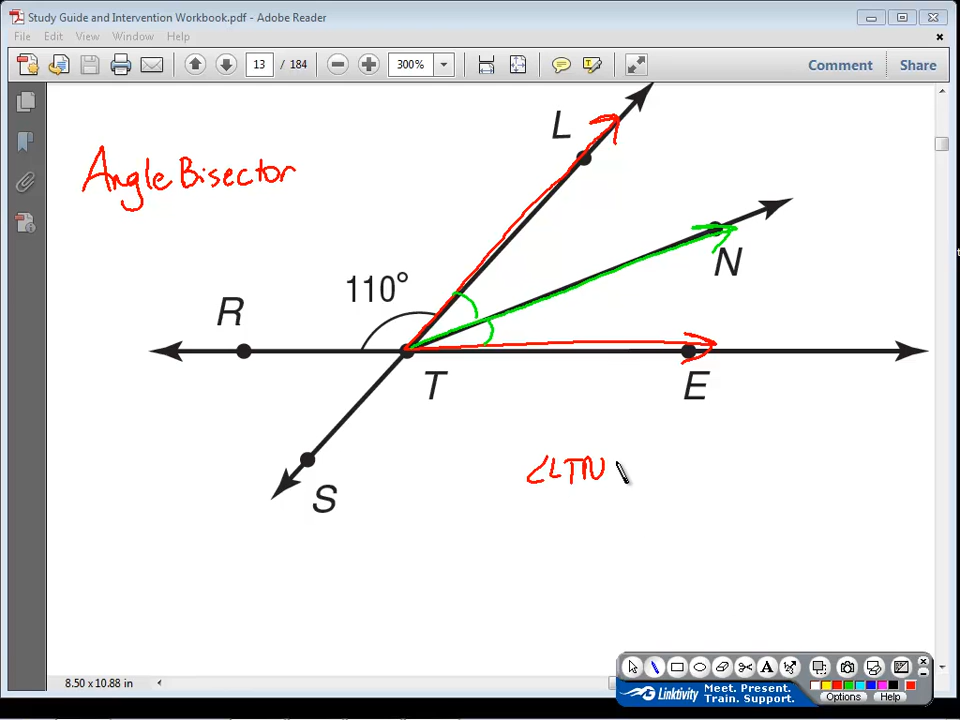 Study Guide and Intervention Workbook.pdf - Adobe Reader
File Edit View Window Help
13 / 184 300% Comment Share
L
Angle Bisector
N
110°
R
T
E
∠LTN
S
8.50 x 10.88 in
Linktivity Meet. Present. Train. Support. Options Help